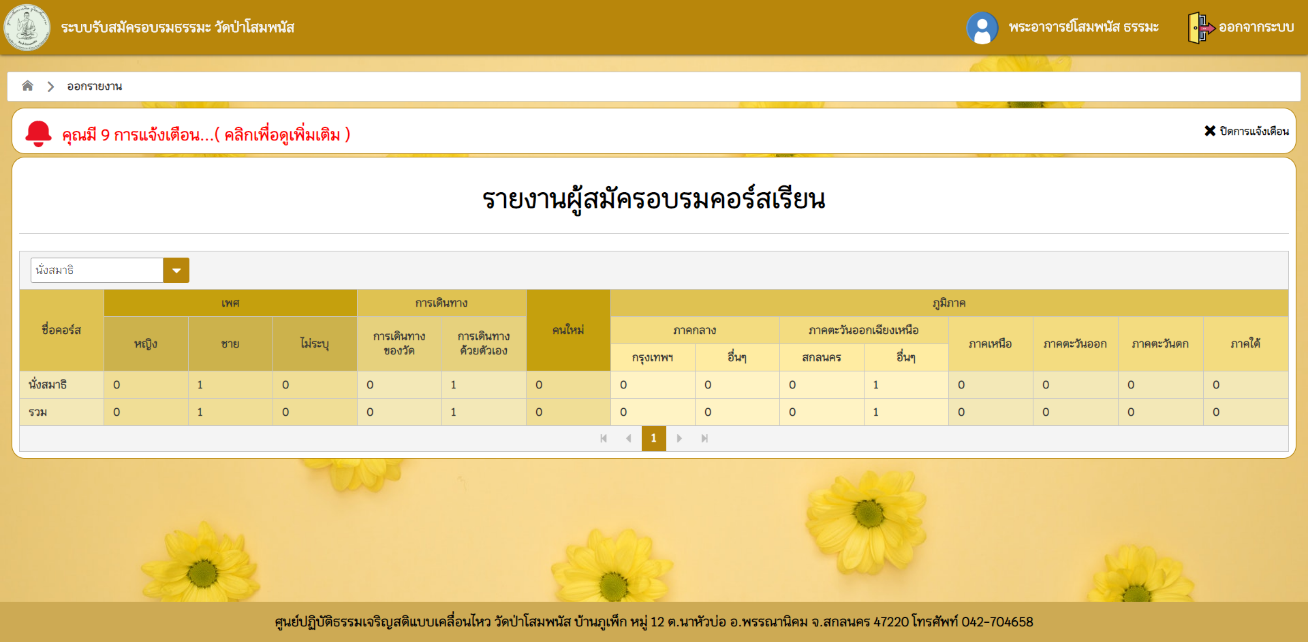 ระบบรับสมัครอบรมธรรมะ วัดป่าโสมพนัส
พระอาจารย์โสมพนัส ธรรมะ
ออกจากระบบ
ออกรายงาน
คุณมี 9 การแจ้งเตือน...( คลิกเพื่อดูเพิ่มเติม )
ปิดการแจ้งเตือน
รายงานผู้สมัครอบรมคอร์สเรียน
นั่งสมาธิ
ชื่อคอร์ส เพศ การเดินทาง คนใหม่ ภูมิภาค
หญิง ชาย ไม่ระบุ การเดินทางของวัด การเดินทางด้วยตัวเอง ภาคกลาง ภาคตะวันออกเฉียงเหนือ ภาคเหนือ ภาคตะวันออก ภาคตะวันตก ภาคใต้
กรุงเทพฯ อื่นๆ สกลนคร อื่นๆ
นั่งสมาธิ 0 1 0 0 1 0 0 0 0 1 0 0 0 0
รวม 0 1 0 0 1 0 0 0 0 1 0 0 0 0
1
ศูนย์ปฏิบัติธรรมเจริญสติแบบเคลื่อนไหว วัดป่าโสมพนัส บ้านภูเพ็ก หมู่ 12 ต.นาหัวบ่อ อ.พรรณานิคม จ.สกลนคร 47220 โทรศัพท์ 042-704658